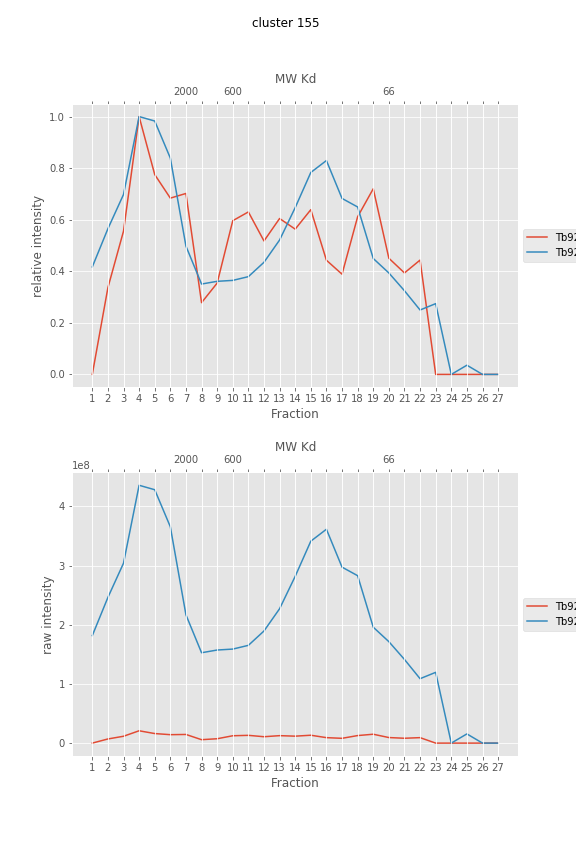 cluster 155
MW Kd
2000 600 66
1.0
0.8
0.6
0.4
0.2
0.0
relative intensity
1 2 3 4 5 6 7 8 9 10 11 12 13 14 15 16 17 18 19 20 21 22 23 24 25 26 27
Fraction
Tb92
Tb92
MW Kd
2000 600 66
1e8
4
3
2
1
0
raw intensity
1 2 3 4 5 6 7 8 9 10 11 12 13 14 15 16 17 18 19 20 21 22 23 24 25 26 27
Fraction
Tb92
Tb92